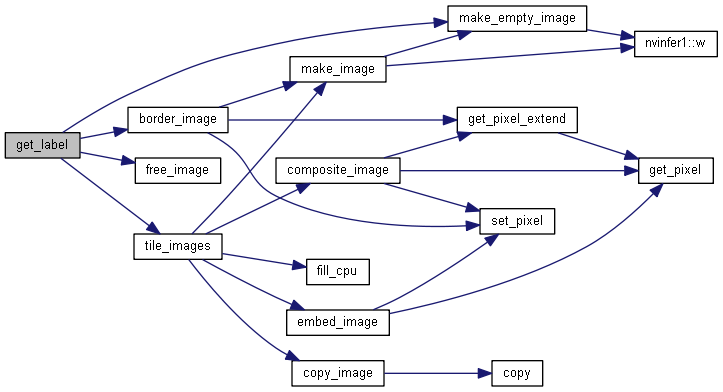 make_empty_image
nvinfer1::w
make_image
border_image
get_pixel_extend
get_label
free_image
composite_image
get_pixel
set_pixel
tile_images
fill_cpu
embed_image
copy_image
copy